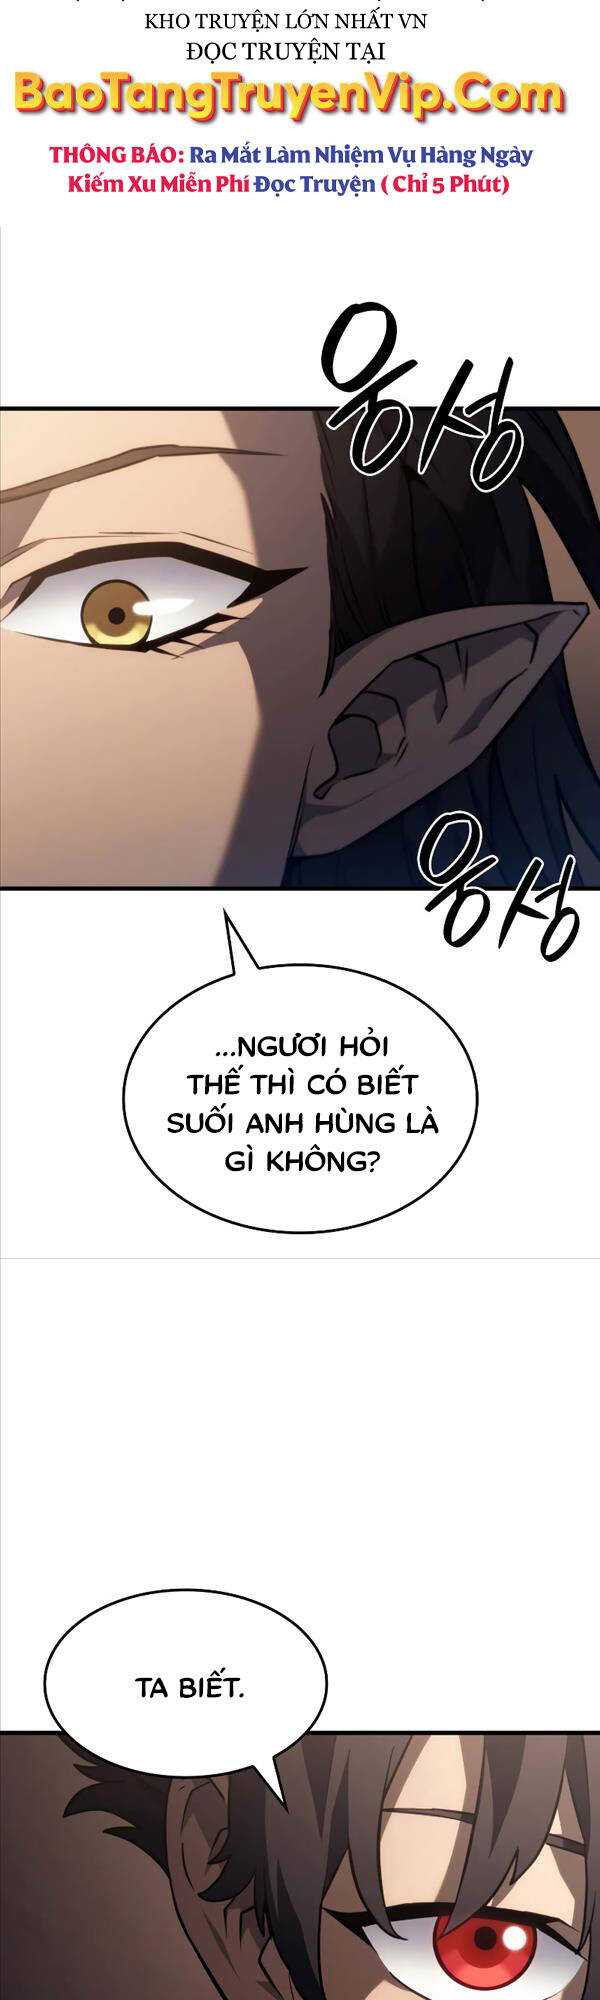 KHO TRUYỆN LỚN NHẤT VN
ĐỌC TRUYỆN TẠI
BaoTangTruyenVip.Com
THÔNG BÁO: Ra Mắt Làm Nhiệm Vụ Hàng Ngày
Kiếm Xu Miễn Phí Đọc Truyện ( Chỉ 5 Phút)
웅성
웅성
...NGƯƠI HỎI
THẾ THÌ CÓ BIẾT
SUỐI ANH HÙNG LÀ
GÌ KHÔNG?
TA BIẾT.